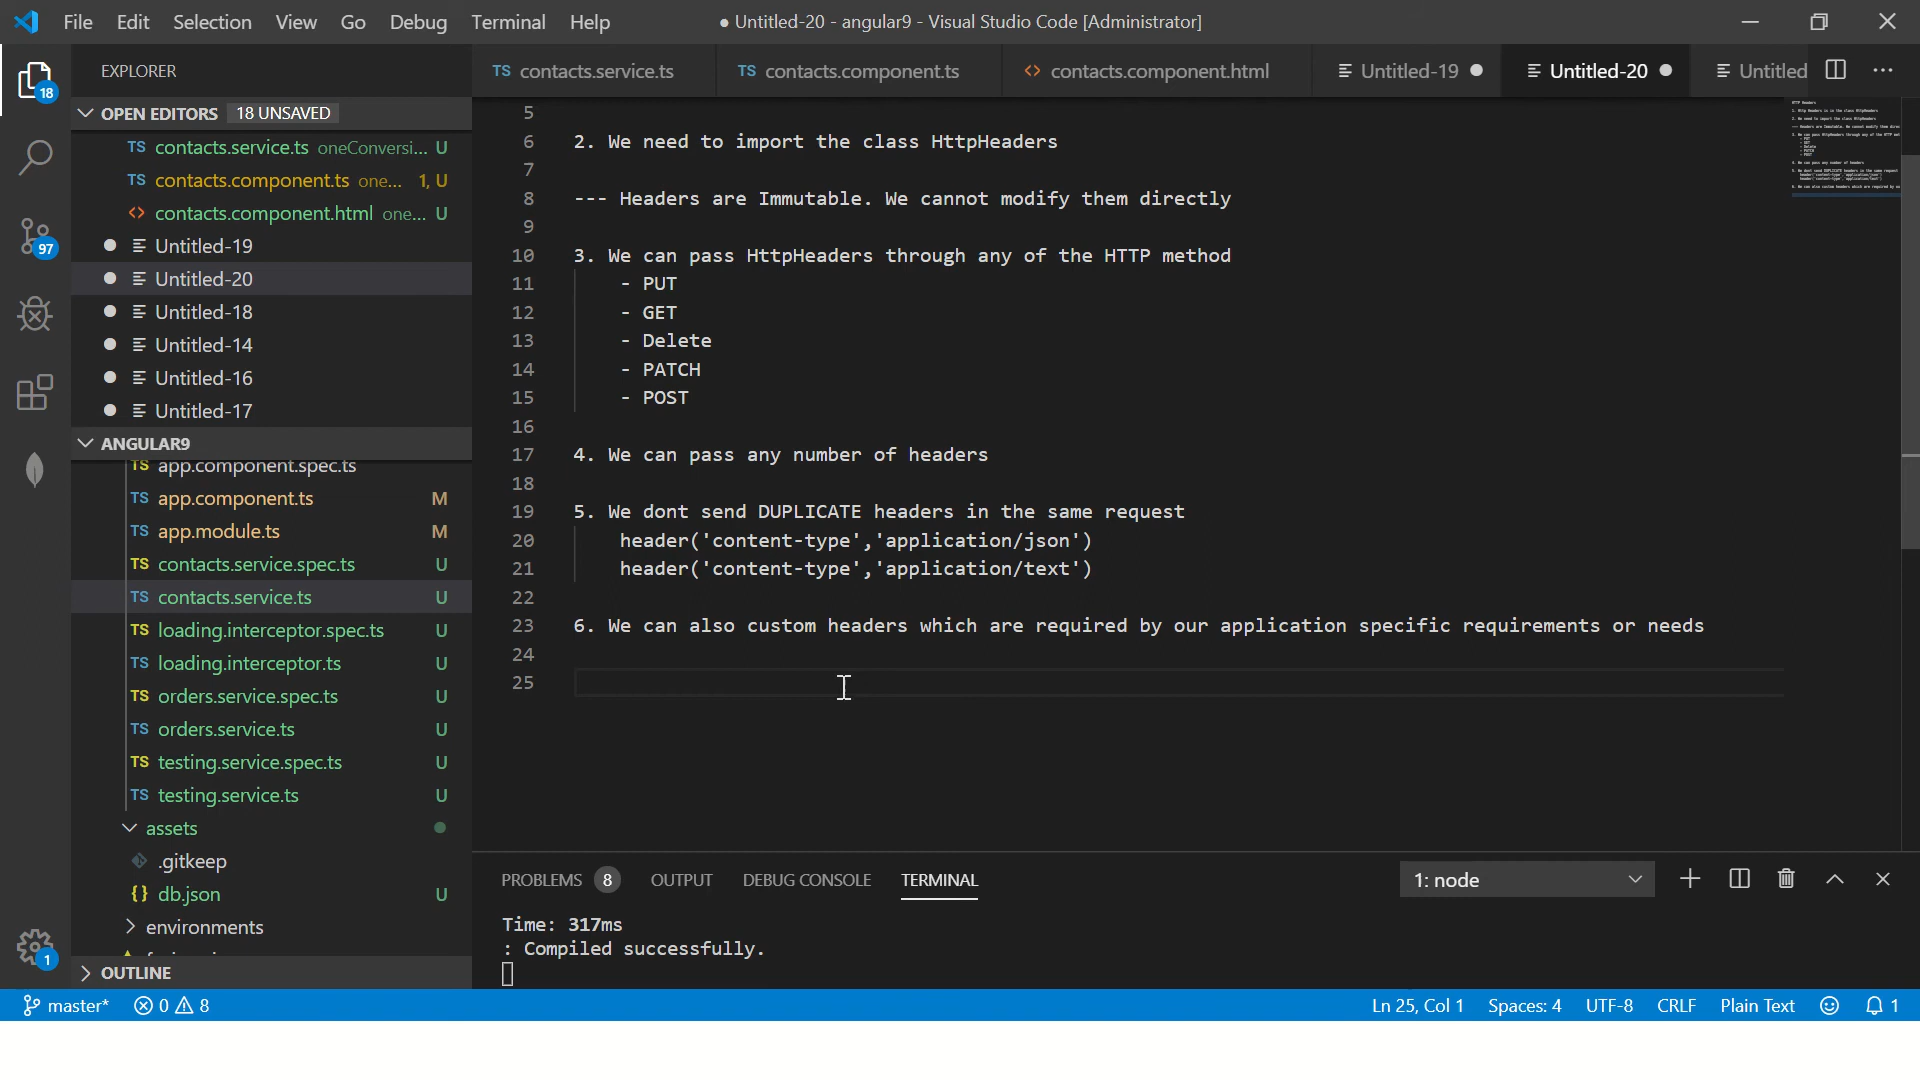 File Edit Selection View Go Debug Terminal Help
● Untitled-20 - angular9 - Visual Studio Code [Administrator]
EXPLORER
TS contacts.service.ts
TS contacts.component.ts
<> contacts.component.html
Untitled-19
Untitled-20
Untitled
18
OPEN EDITORS 18 UNSAVED
TS contacts.service.ts oneConversi... U
TS contacts.component.ts one... 1, U
<> contacts.component.html one... U
Untitled-19
Untitled-20
Untitled-18
Untitled-14
Untitled-16
Untitled-17
97
ANGULAR9
TS app.component.spec.ts
TS app.component.ts M
TS app.module.ts M
TS contacts.service.spec.ts U
TS contacts.service.ts U
TS loading.interceptor.spec.ts U
TS loading.interceptor.ts U
TS orders.service.spec.ts U
TS orders.service.ts U
TS testing.service.spec.ts U
TS testing.service.ts U
assets
.gitkeep
{} db.json U
environments
OUTLINE
1
5
6 2. We need to import the class HttpHeaders
7
8 --- Headers are Immutable. We cannot modify them directly
9
10 3. We can pass HttpHeaders through any of the HTTP method
11 - PUT
12 - GET
13 - Delete
14 - PATCH
15 - POST
16
17 4. We can pass any number of headers
18
19 5. We dont send DUPLICATE headers in the same request
20 header('content-type','application/json')
21 header('content-type','application/text')
22
23 6. We can also custom headers which are required by our application specific requirements or needs
24
25
PROBLEMS 8 OUTPUT DEBUG CONSOLE TERMINAL
1: node
Time: 317ms
: Compiled successfully.
master* 0 8
Ln 25, Col 1 Spaces: 4 UTF-8 CRLF Plain Text 1